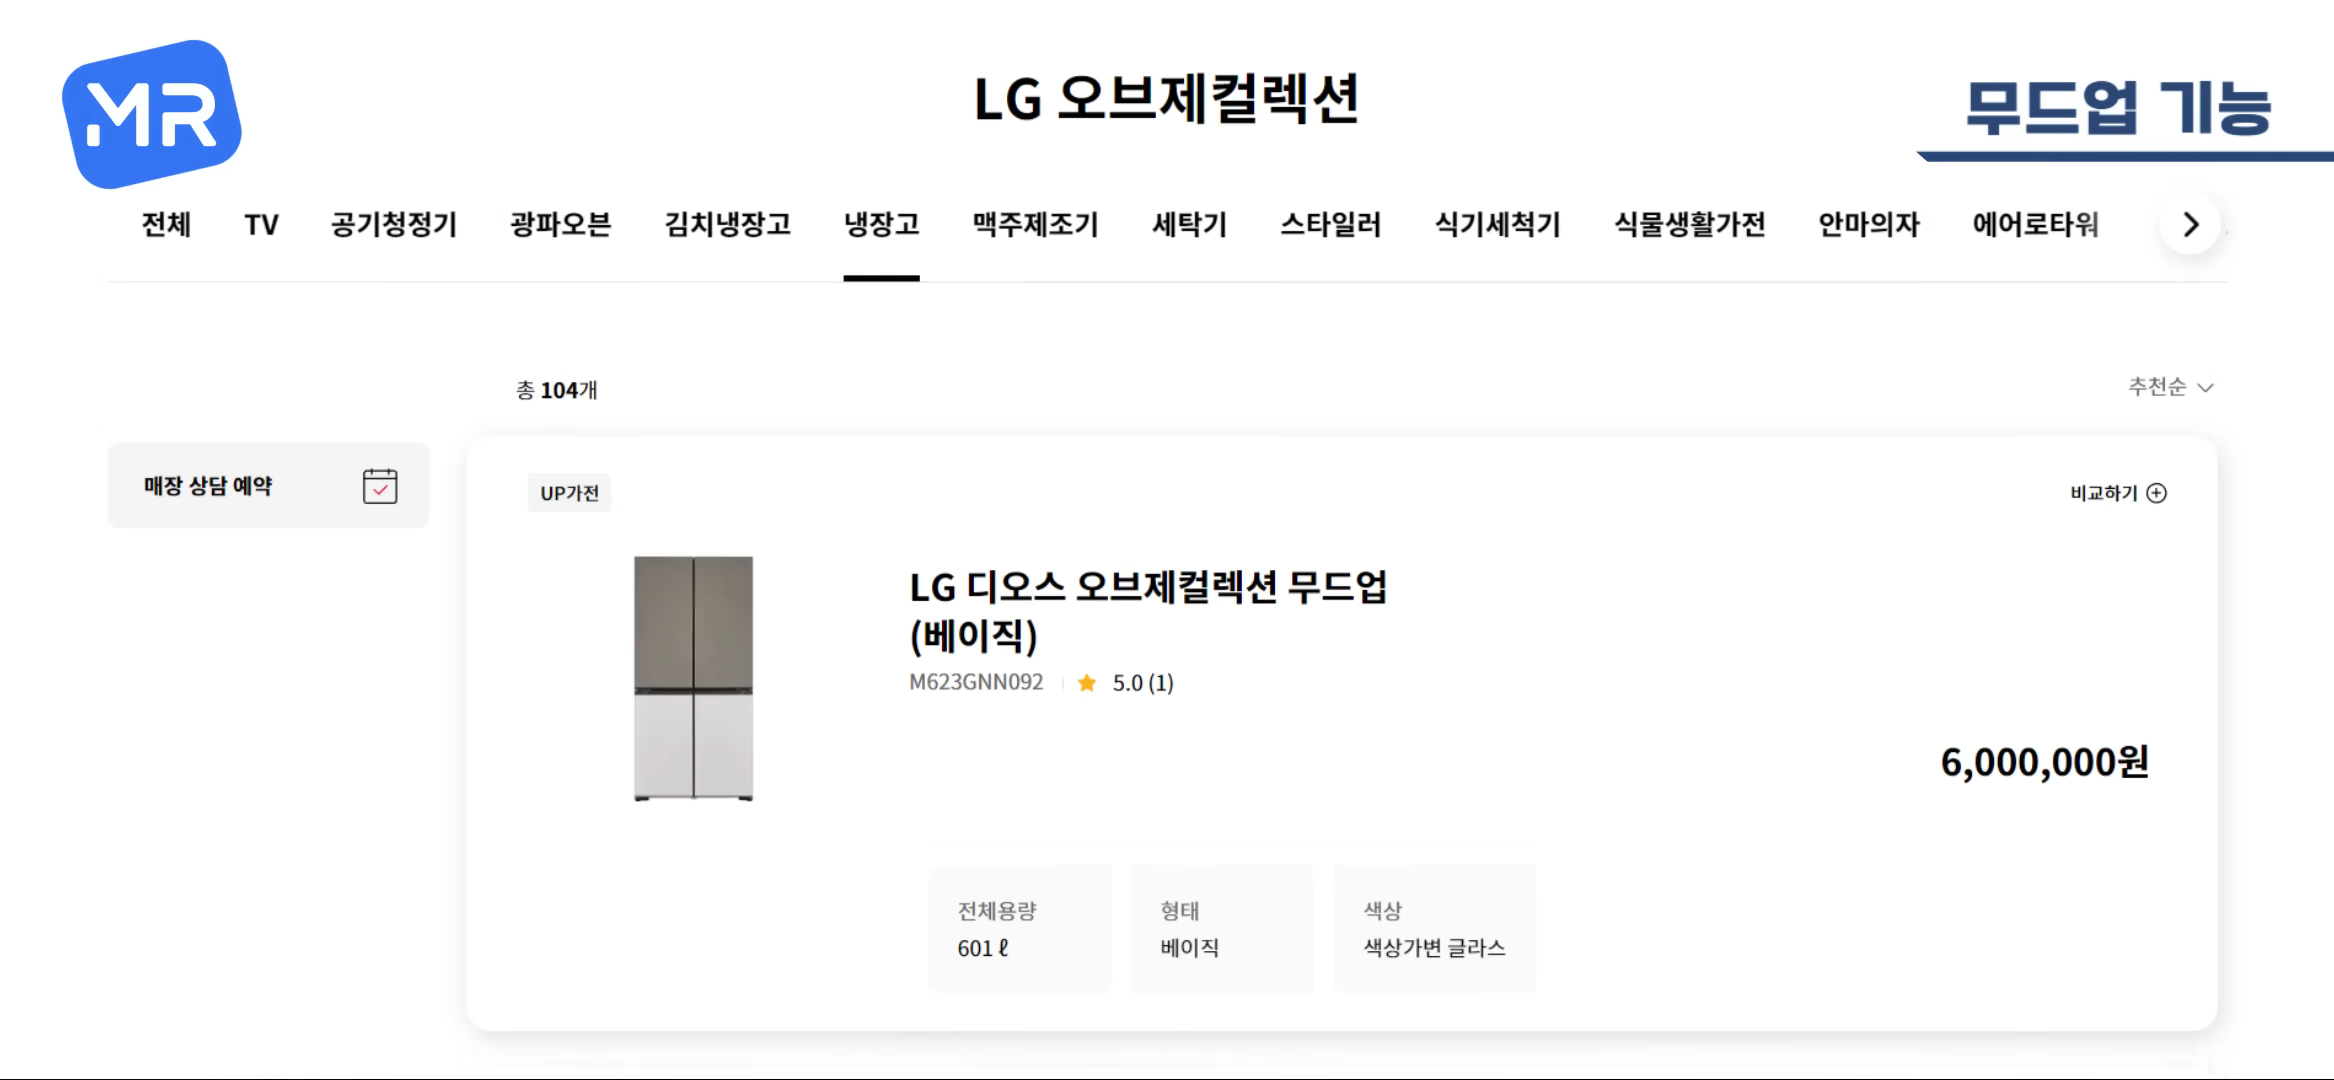 MR
LG 오브제컬렉션
무드업 기능
전체 TV 공기청정기 광파오븐 김치냉장고 냉장고 맥주제조기 세탁기 스타일러 식기세척기 식물생활가전 안마의자 에어로타워
총 104개
추천순
매장 상담 예약
UP가전
비교하기
LG 디오스 오브제컬렉션 무드업
(베이직)
M623GNN092 5.0 (1)
6,000,000원
전체용량
601 ℓ
형태
베이직
색상
색상가변 글라스